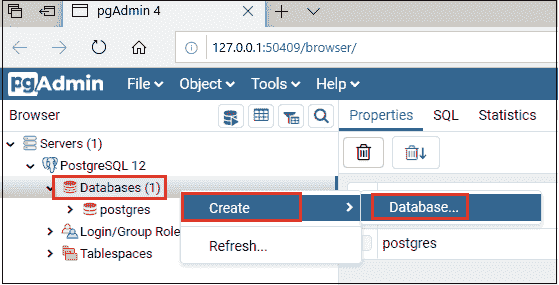 pgAdmin 4
127.0.0.1:50409/browser/
pgAdmin File Object Tools Help
Browser Properties SQL Statistics
Servers (1)
PostgreSQL 12
Databases (1)
postgres Create Database...
Login/Group Role Refresh... postgres
Tablespaces